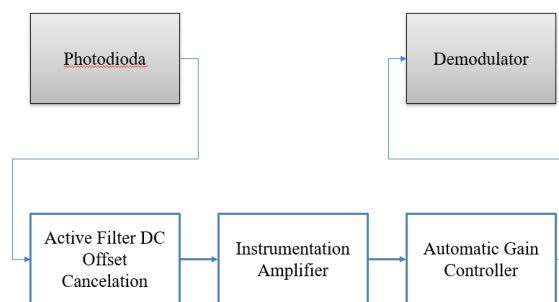 Photodioda
Demodulator
Active Filter DC
Offset
Cancelation
Instrumentation
Amplifier
Automatic Gain
Controller